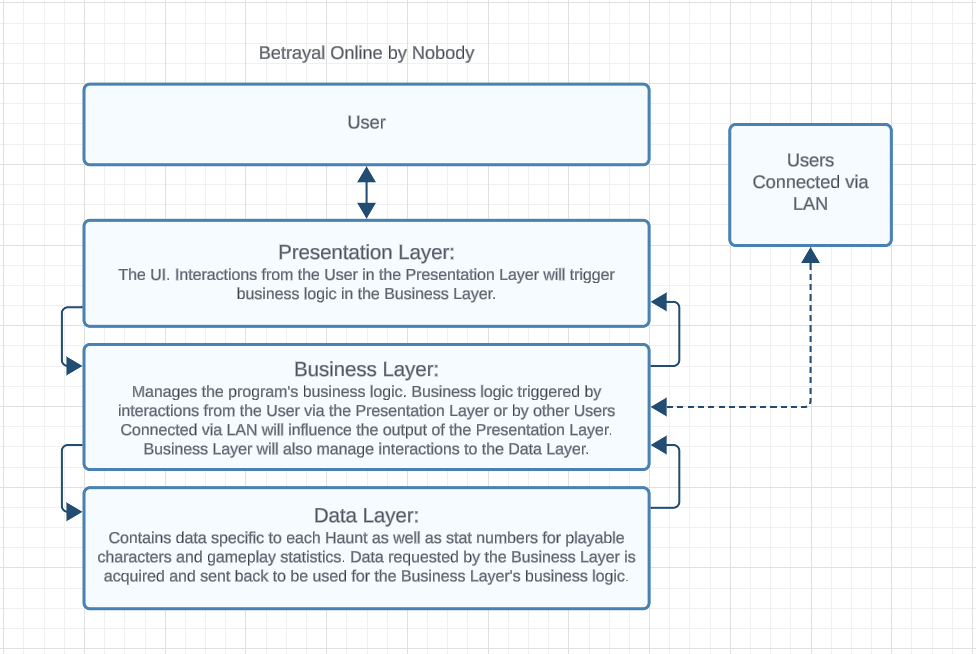 Betrayal Online by Nobody
User
Users
Connected via
LAN
Presentation Layer:
The UI. Interactions from the User in the Presentation Layer will trigger
business logic in the Business Layer.
Business Layer:
Manages the program's business logic. Business logic triggered by
interactions from the User via the Presentation Layer or by other Users
Connected via LAN will influence the output of the Presentation Layer.
Business Layer will also manage interactions to the Data Layer.
Data Layer:
Contains data specific to each Haunt as well as stat numbers for playable
characters and gameplay statistics. Data requested by the Business Layer is
acquired and sent back to be used for the Business Layer's business logic.